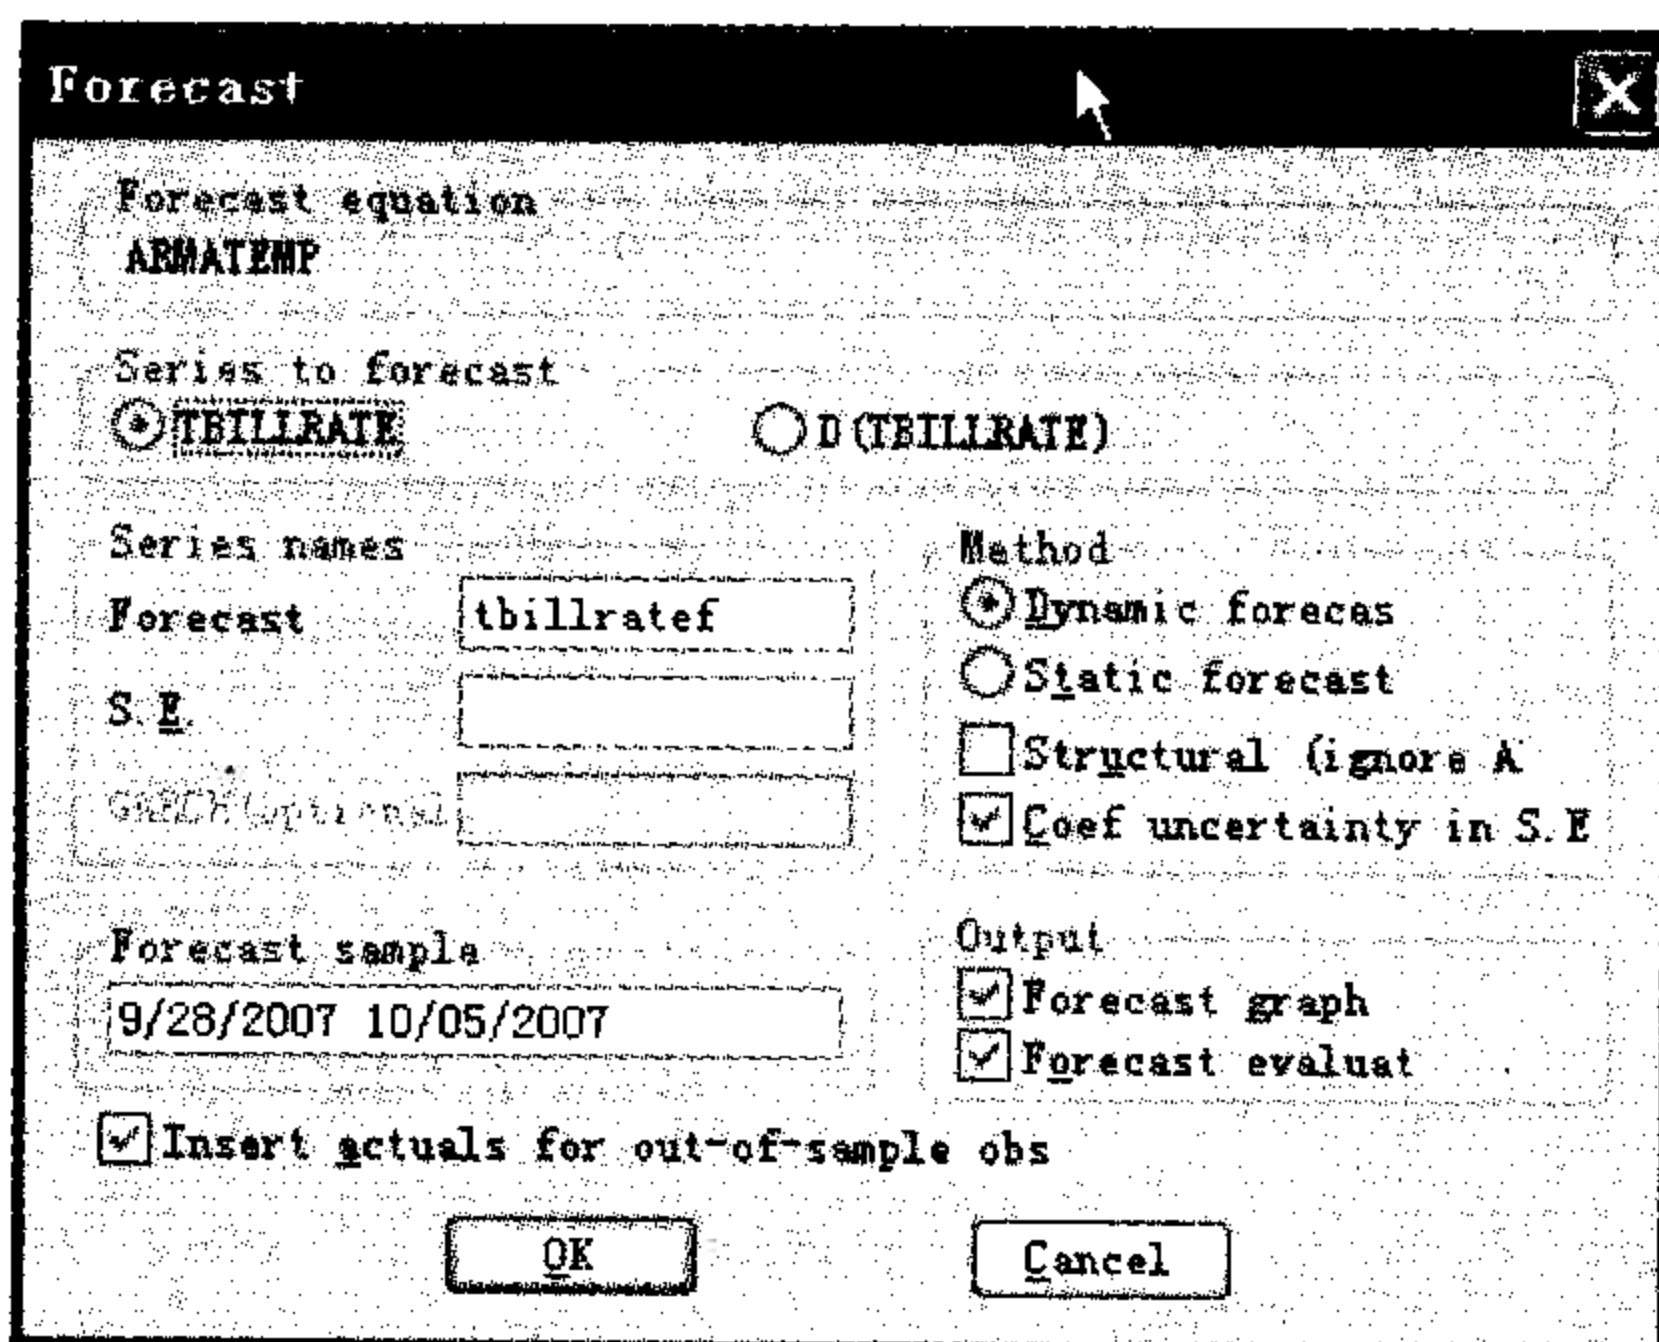 Forecast
Forecast equation
ARMATEMP
Series to forecast
TBILLRATE D(TBILLRATE)
Series names
Forecast tbillratef
S.E.
GARCH(optional
Method
Dynamic forecas
Static forecast
Structural (ignore A
Coef uncertainty in S.E
Forecast sample
9/28/2007 10/05/2007
Output
Forecast graph
Forecast evaluat
Insert actuals for out-of-sample obs
OK Cancel